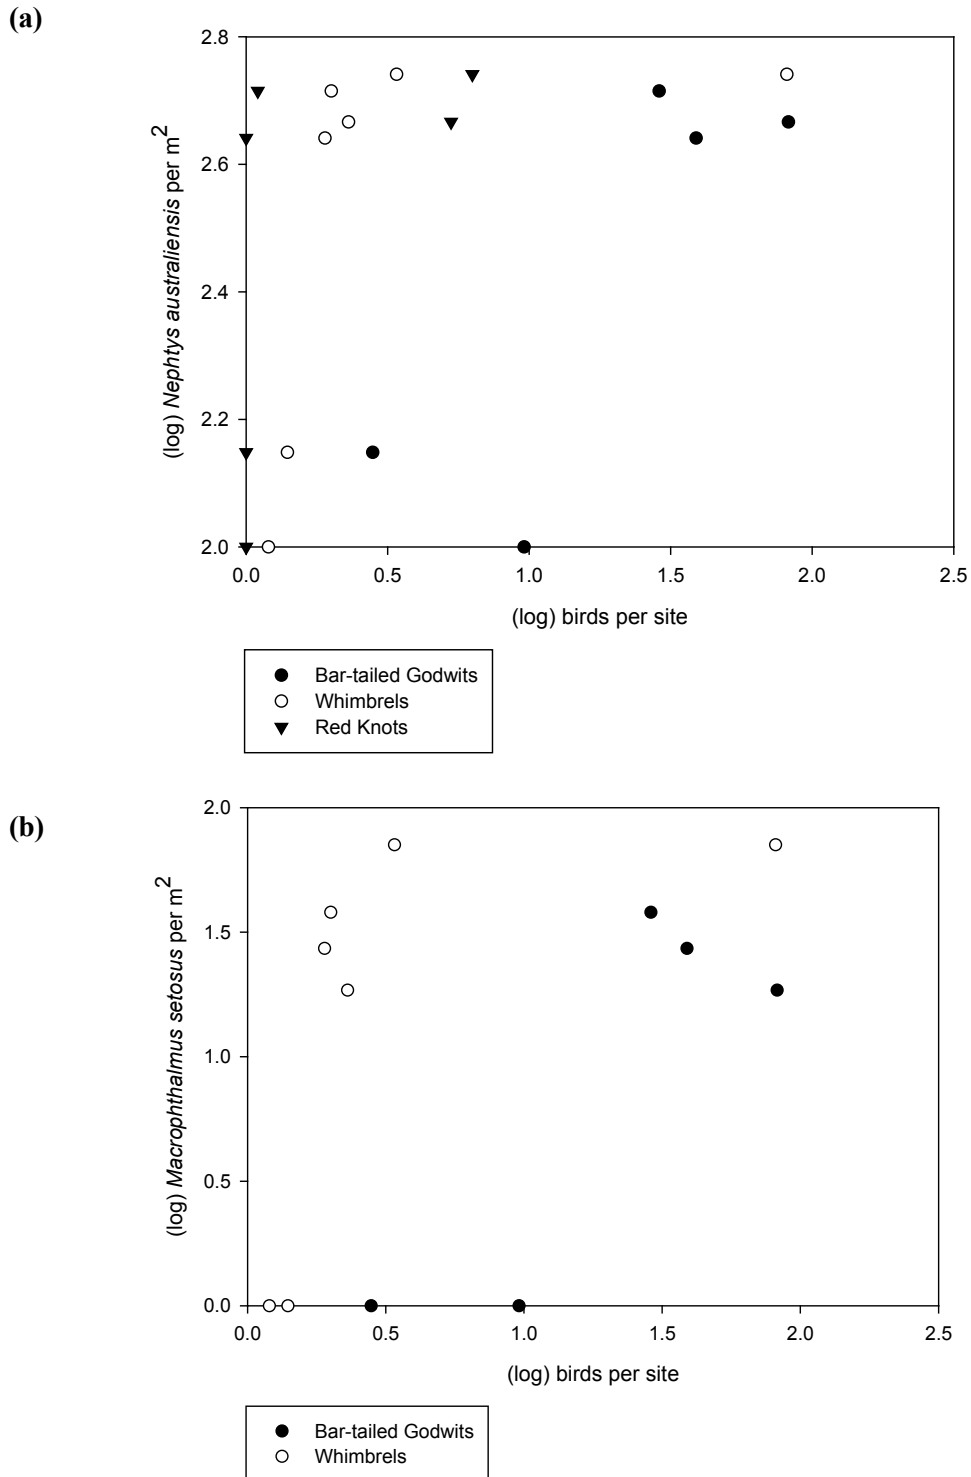 (a)
2.8
2.6
2.4
2.2
2.0
(log) Nephtys australiensis per m2
0.0 0.5 1.0 1.5 2.0 2.5
(log) birds per site
Bar-tailed Godwits
Whimbrels
Red Knots
(b)
2.0
1.5
1.0
0.5
0.0
(log) Macrophthalmus setosus per m2
0.0 0.5 1.0 1.5 2.0 2.5
(log) birds per site
Bar-tailed Godwits
Whimbrels